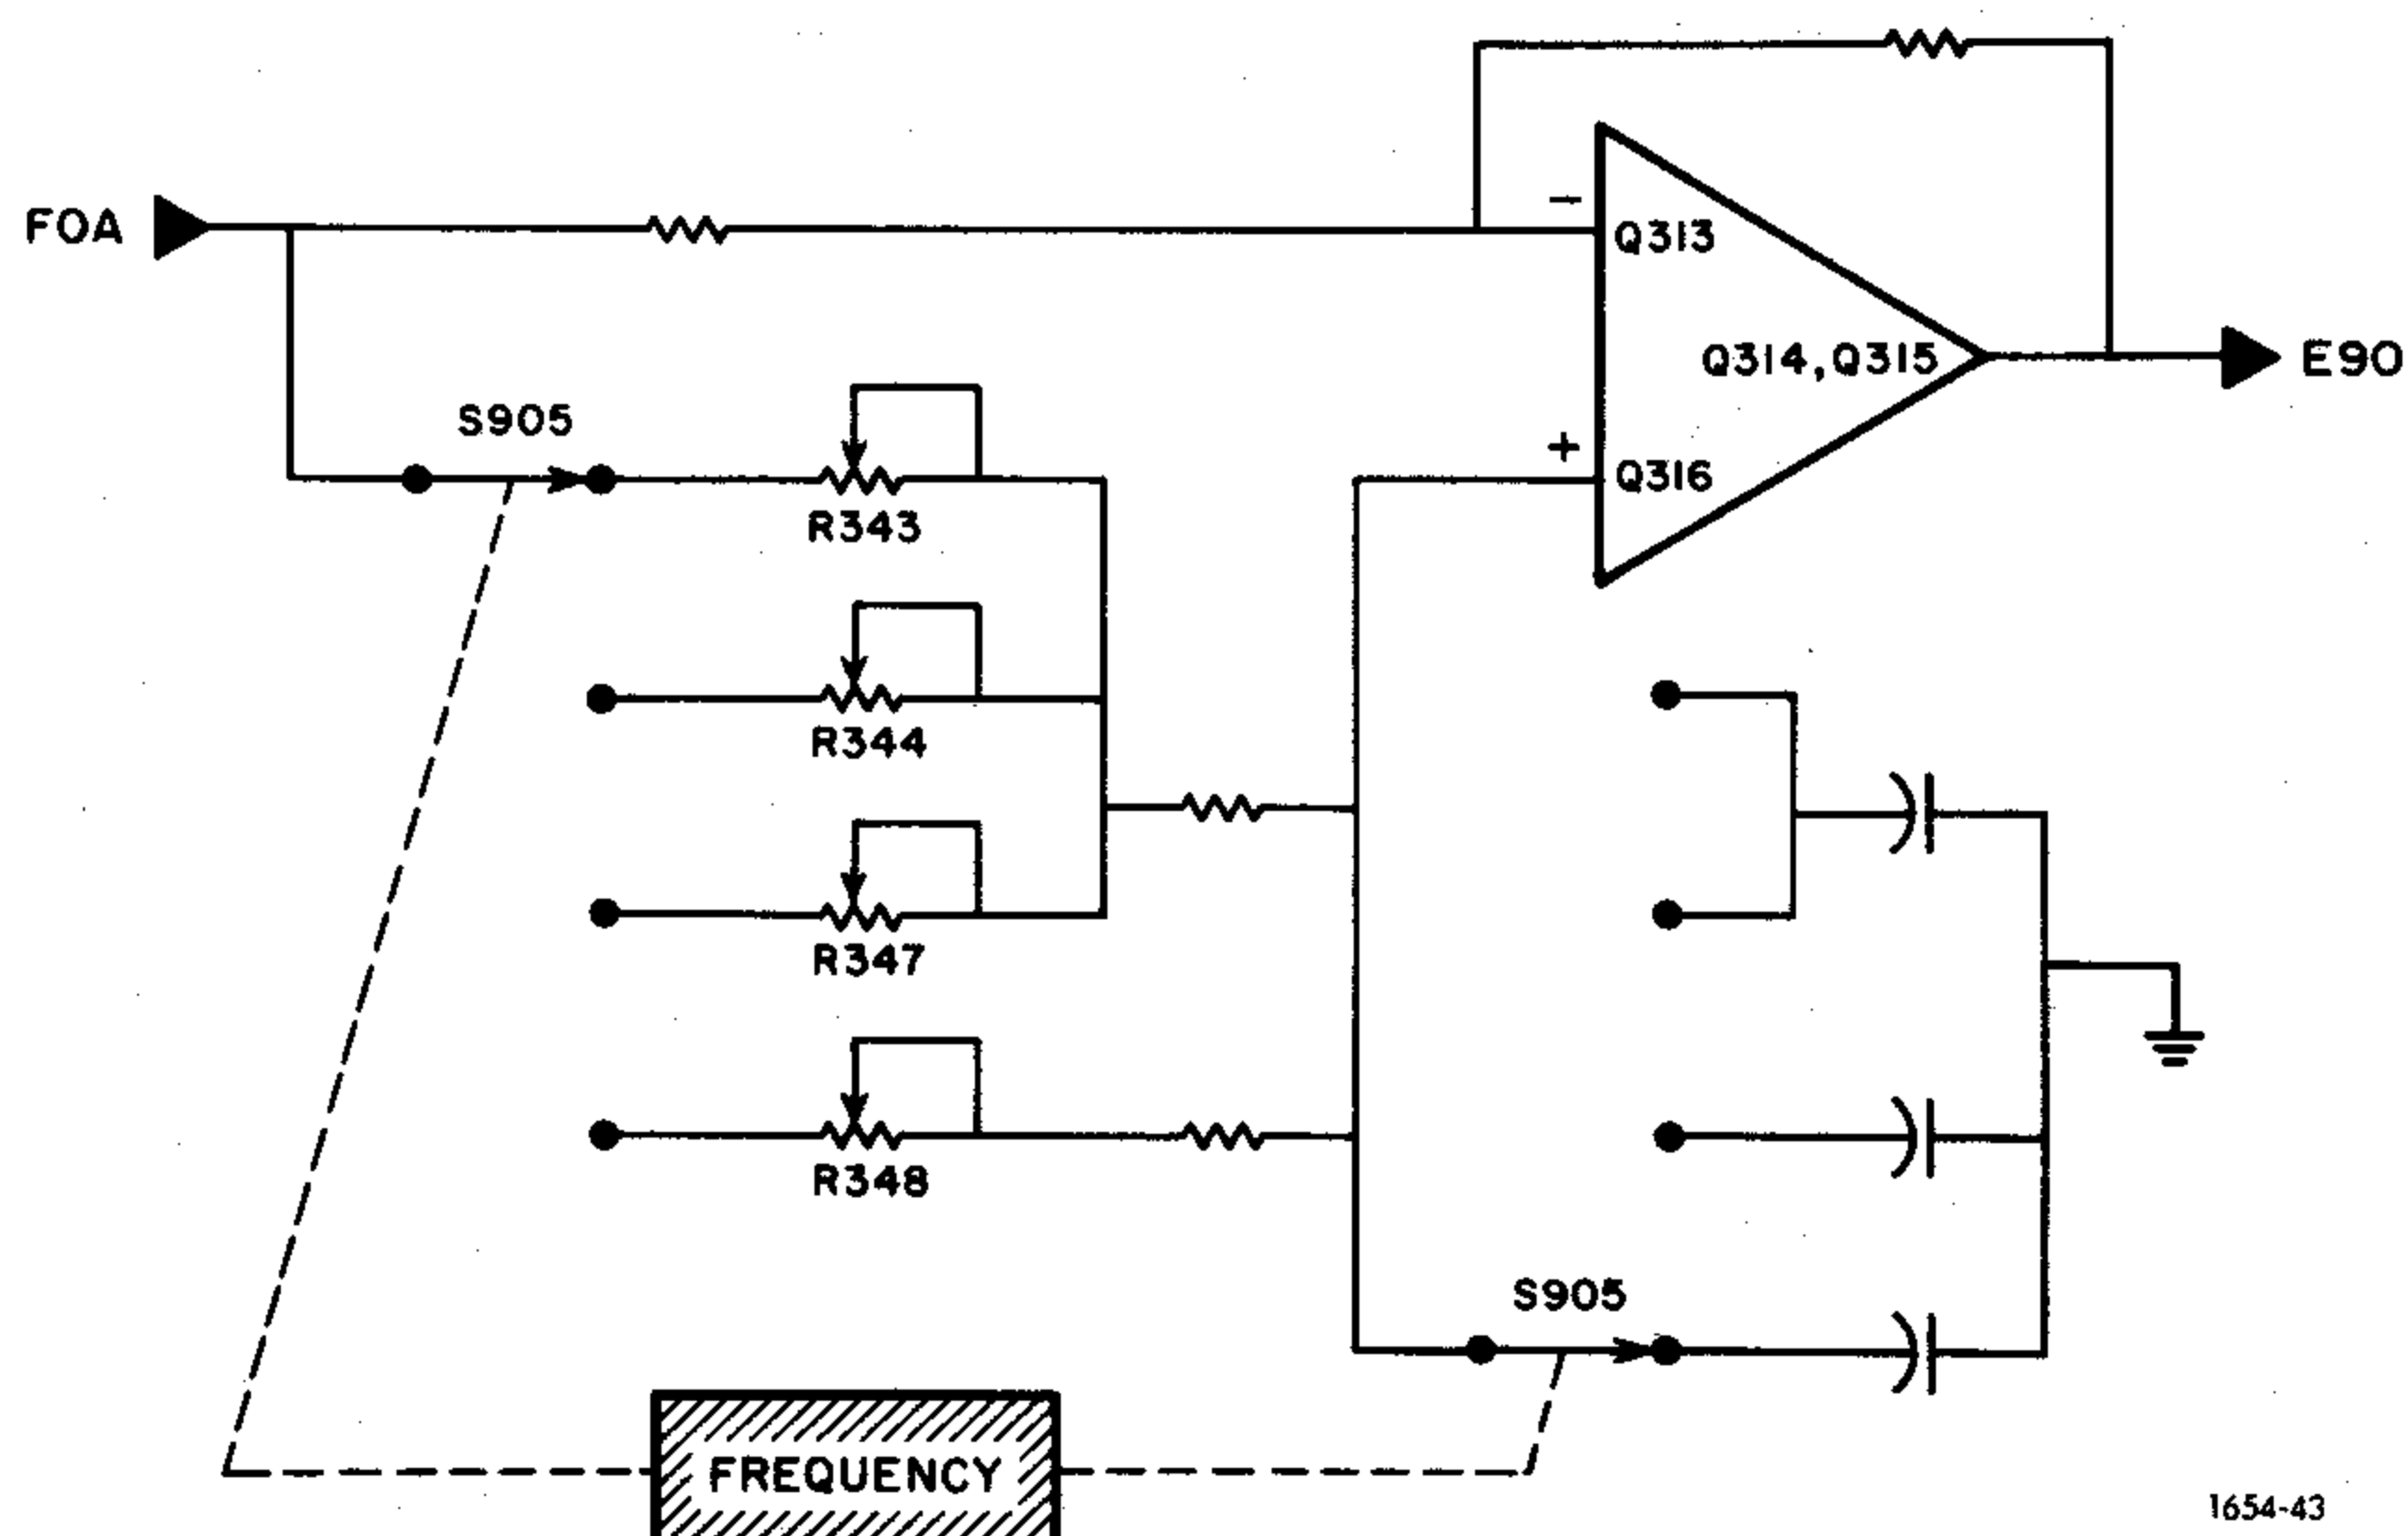 FOA
−
Q313
Q314,Q315
E90
S905
+
Q316
R343
R344
R347
R348
S905
FREQUENCY
1654-43